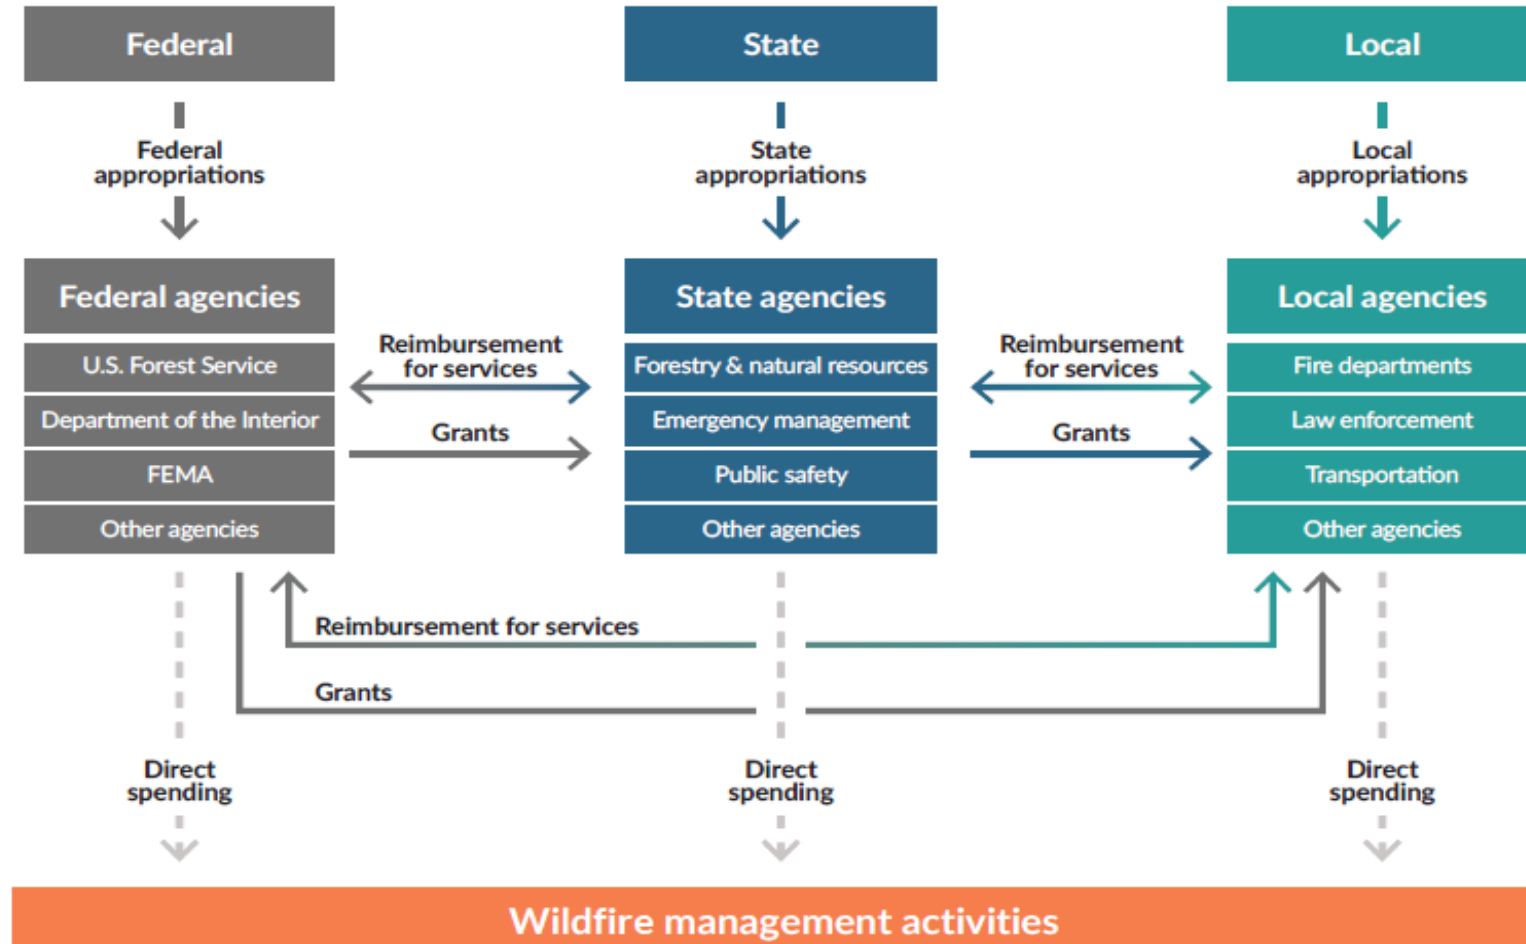 Federal
State
Local
Federal
appropriations
State
appropriations
Local
appropriations
Federal agencies
State agencies
Local agencies
U.S. Forest Service
Reimbursement
for services
Forestry & natural resources
Reimbursement
for services
Fire departments
Department of the Interior
Grants
Emergency management
Grants
Law enforcement
FEMA
Public safety
Transportation
Other agencies
Other agencies
Other agencies
Reimbursement for services
Grants
Direct
spending
Direct
spending
Direct
spending
Wildfire management activities